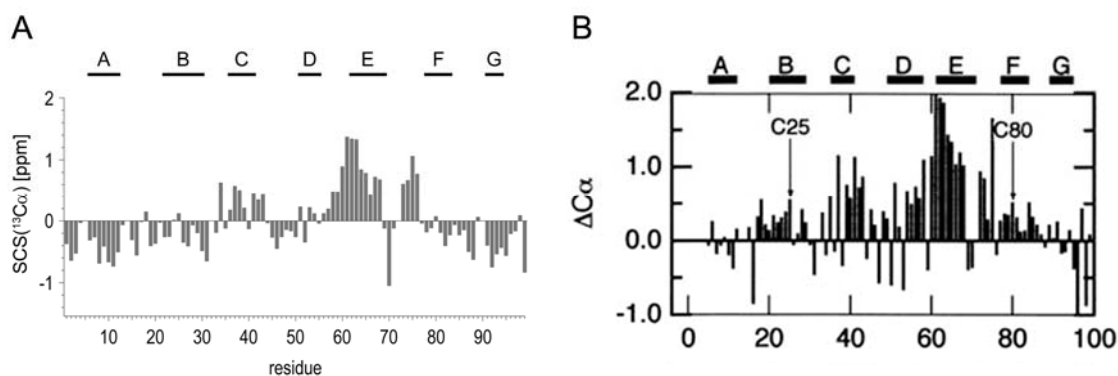 A
A B C D E F G
2
1
0
-1
SCS(¹³Cα) [ppm]
10 20 30 40 50 60 70 80 90
residue
B
A B C D E F G
2.0
C25
C80
1.0
0.0
-1.0
ΔCα
0 20 40 60 80 100